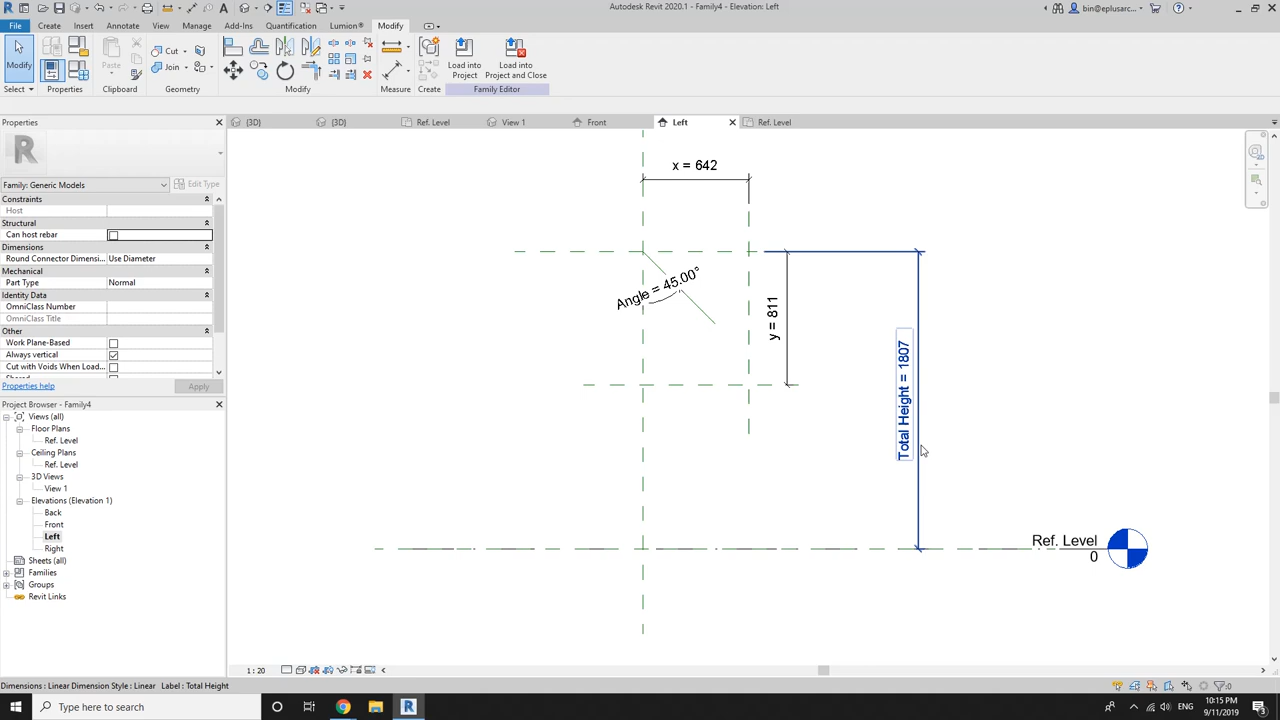 Autodesk Revit 2020.1 - Family4 - Elevation: Left
bin@eplusarc...
File Create Insert Annotate View Manage Add-Ins Quantification Lumion® Modify
Modify
Paste
Cut
Join
Load into Project
Load into Project and Close
Select Properties Clipboard Geometry Modify Measure Create Family Editor
Properties
{3D} {3D} Ref. Level View 1 Front Left Ref. Level
Family: Generic Models Edit Type
Constraints
Host
Structural
Can host rebar
Dimensions
Round Connector Dimensi... Use Diameter
Mechanical
Part Type Normal
Identity Data
OmniClass Number
OmniClass Title
Other
Work Plane-Based
Always vertical
Cut with Voids When Load...
Properties help Apply
Project Browser - Family4
Views (all)
Floor Plans
Ref. Level
Ceiling Plans
Ref. Level
3D Views
View 1
Elevations (Elevation 1)
Back
Front
Left
Right
Sheets (all)
Families
Groups
Revit Links
x = 642
Angle = 45.00°
y = 811
Total Height = 1807
Ref. Level
0
1 : 20
Dimensions : Linear Dimension Style : Linear : Label : Total Height
:0
Type here to search
ENG
10:15 PM
9/11/2019
3